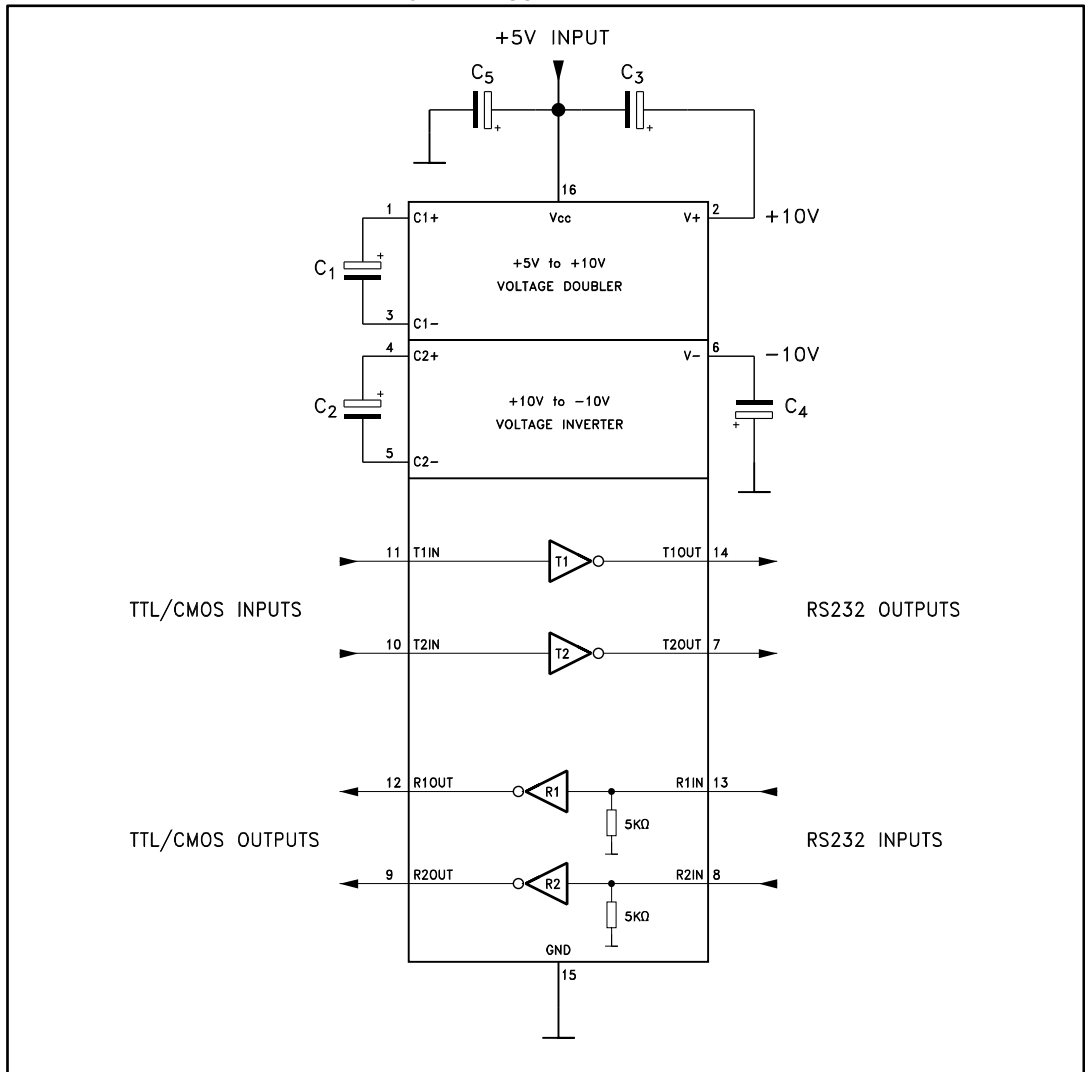 +5V INPUT
C5
C3
+
+
16
1
C1+
Vcc
V+
2
+10V
C1
+
+5V to +10V
VOLTAGE DOUBLER
3
C1-
4
C2+
V-
6
-10V
C2
+
+10V to -10V
VOLTAGE INVERTER
C4
+
5
C2-
11
T1IN
T1
T1OUT
14
TTL/CMOS INPUTS
RS232 OUTPUTS
10
T2IN
T2
T2OUT
7
12
R1OUT
R1
R1IN
13
5KΩ
TTL/CMOS OUTPUTS
RS232 INPUTS
9
R2OUT
R2
R2IN
8
5KΩ
GND
15